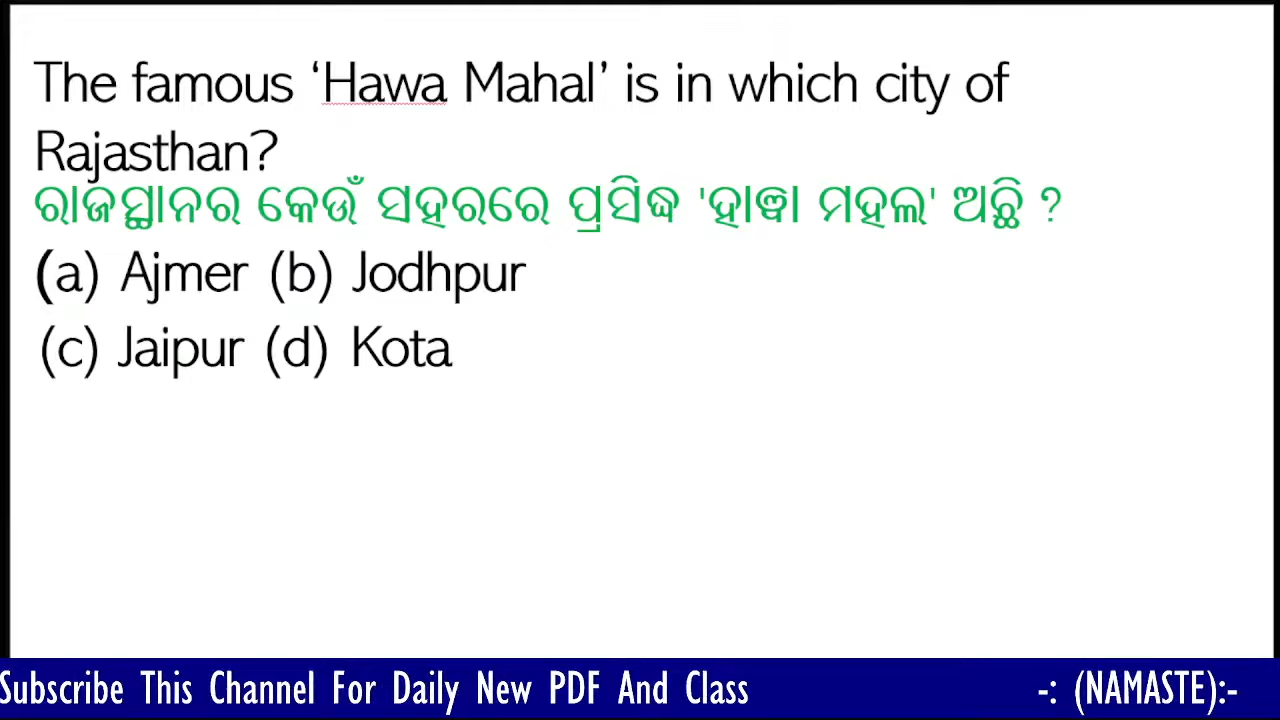 The famous ‘Hawa Mahal’ is in which city of
Rajasthan?
ରାଜସ୍ଥାନର କେଉଁ ସହରରେ ପ୍ରସିଦ୍ଧ 'ହାୱା ମହଲ' ଅଛି ?
(a) Ajmer (b) Jodhpur
(c) Jaipur (d) Kota
Subscribe This Channel For Daily New PDF And Class -: (NAMASTE):-